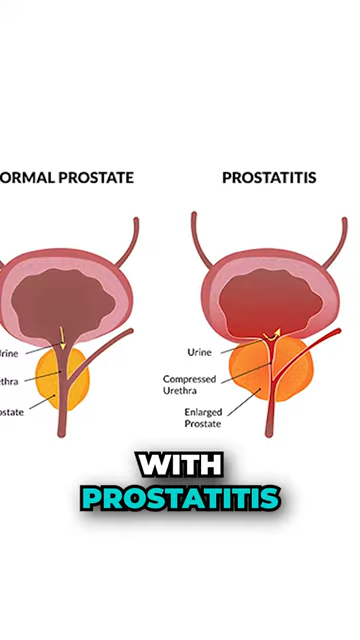 ORMAL PROSTATE
PROSTATITIS
Urine
Urine
rethra
Compressed
Urethra
ostate
Enlarged
Prostate
WITH
PROSTATITIS